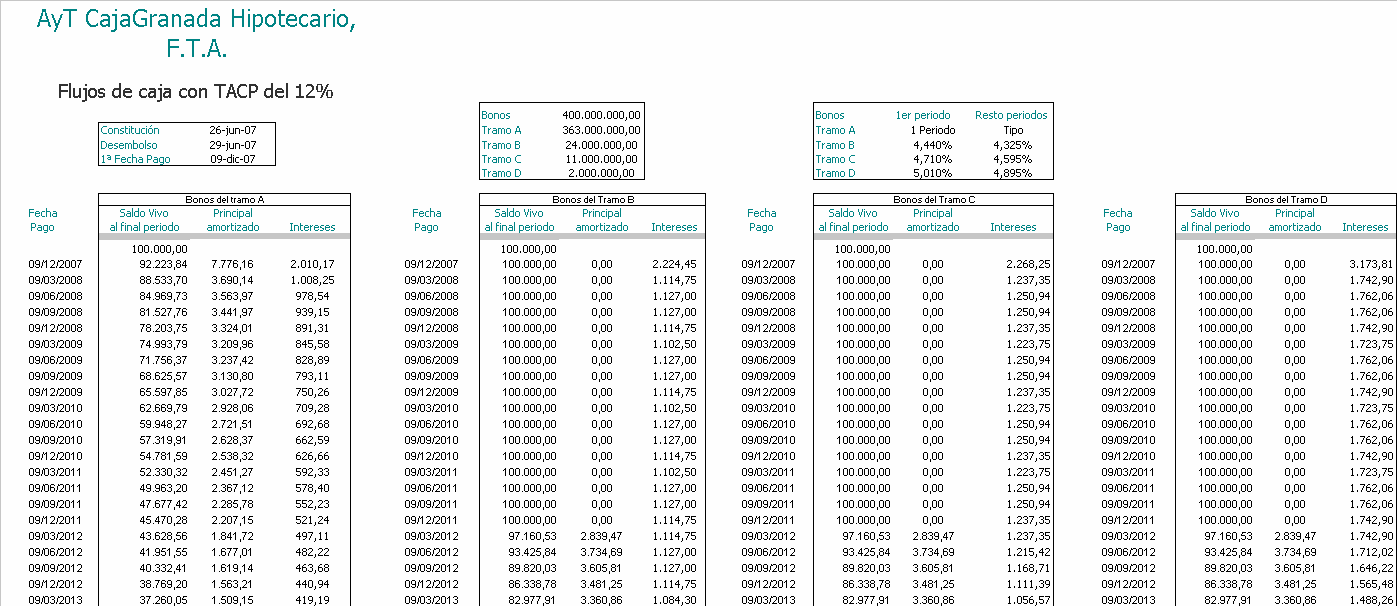 AyT CajaGranada Hipotecario,
F.T.A.
Flujos de caja con TACP del 12%
Constitución 26-jun-07
Desembolso 29-jun-07
1ª Fecha Pago 09-dic-07
Bonos 400.000.000,00
Tramo A 363.000.000,00
Tramo B 24.000.000,00
Tramo C 11.000.000,00
Tramo D 2.000.000,00
Bonos 1er periodo Resto periodos
Tramo A 1 Periodo Tipo
Tramo B 4,440% 4,325%
Tramo C 4,710% 4,595%
Tramo D 5,010% 4,895%
Bonos del tramo A Bonos del Tramo B Bonos del Tramo C Bonos del Tramo D
Fecha Saldo Vivo Principal Fecha Saldo Vivo Principal Fecha Saldo Vivo Principal Fecha Saldo Vivo Principal
Pago al final periodo amortizado Intereses Pago al final periodo amortizado Intereses Pago al final periodo amortizado Intereses Pago al final periodo amortizado Intereses
100.000,00 100.000,00 100.000,00 100.000,00
09/12/2007 92.223,84 7.776,16 2.010,17 09/12/2007 100.000,00 0,00 2.224,45 09/12/2007 100.000,00 0,00 2.268,25 09/12/2007 100.000,00 0,00 3.173,81
09/03/2008 88.533,70 3.690,14 1.008,25 09/03/2008 100.000,00 0,00 1.114,75 09/03/2008 100.000,00 0,00 1.237,35 09/03/2008 100.000,00 0,00 1.742,90
09/06/2008 84.969,73 3.563,97 978,54 09/06/2008 100.000,00 0,00 1.127,00 09/06/2008 100.000,00 0,00 1.250,94 09/06/2008 100.000,00 0,00 1.762,06
09/09/2008 81.527,76 3.441,97 939,15 09/09/2008 100.000,00 0,00 1.127,00 09/09/2008 100.000,00 0,00 1.250,94 09/09/2008 100.000,00 0,00 1.762,06
09/12/2008 78.203,75 3.324,01 891,31 09/12/2008 100.000,00 0,00 1.114,75 09/12/2008 100.000,00 0,00 1.237,35 09/12/2008 100.000,00 0,00 1.742,90
09/03/2009 74.993,79 3.209,96 845,58 09/03/2009 100.000,00 0,00 1.102,50 09/03/2009 100.000,00 0,00 1.223,75 09/03/2009 100.000,00 0,00 1.723,75
09/06/2009 71.756,37 3.237,42 828,89 09/06/2009 100.000,00 0,00 1.127,00 09/06/2009 100.000,00 0,00 1.250,94 09/06/2009 100.000,00 0,00 1.762,06
09/09/2009 68.625,57 3.130,80 793,11 09/09/2009 100.000,00 0,00 1.127,00 09/09/2009 100.000,00 0,00 1.250,94 09/09/2009 100.000,00 0,00 1.762,06
09/12/2009 65.597,85 3.027,72 750,26 09/12/2009 100.000,00 0,00 1.114,75 09/12/2009 100.000,00 0,00 1.237,35 09/12/2009 100.000,00 0,00 1.742,90
09/03/2010 62.669,79 2.928,06 709,28 09/03/2010 100.000,00 0,00 1.102,50 09/03/2010 100.000,00 0,00 1.223,75 09/03/2010 100.000,00 0,00 1.723,75
09/06/2010 59.948,27 2.721,51 692,68 09/06/2010 100.000,00 0,00 1.127,00 09/06/2010 100.000,00 0,00 1.250,94 09/06/2010 100.000,00 0,00 1.762,06
09/09/2010 57.319,91 2.628,37 662,59 09/09/2010 100.000,00 0,00 1.127,00 09/09/2010 100.000,00 0,00 1.250,94 09/09/2010 100.000,00 0,00 1.762,06
09/12/2010 54.781,59 2.538,32 626,66 09/12/2010 100.000,00 0,00 1.114,75 09/12/2010 100.000,00 0,00 1.237,35 09/12/2010 100.000,00 0,00 1.742,90
09/03/2011 52.330,32 2.451,27 592,33 09/03/2011 100.000,00 0,00 1.102,50 09/03/2011 100.000,00 0,00 1.223,75 09/03/2011 100.000,00 0,00 1.723,75
09/06/2011 49.963,20 2.367,12 578,40 09/06/2011 100.000,00 0,00 1.127,00 09/06/2011 100.000,00 0,00 1.250,94 09/06/2011 100.000,00 0,00 1.762,06
09/09/2011 47.677,42 2.285,78 552,23 09/09/2011 100.000,00 0,00 1.127,00 09/09/2011 100.000,00 0,00 1.250,94 09/09/2011 100.000,00 0,00 1.762,06
09/12/2011 45.470,28 2.207,15 521,24 09/12/2011 100.000,00 0,00 1.114,75 09/12/2011 100.000,00 0,00 1.237,35 09/12/2011 100.000,00 0,00 1.742,90
09/03/2012 43.628,56 1.841,72 497,11 09/03/2012 97.160,53 2.839,47 1.114,75 09/03/2012 97.160,53 2.839,47 1.237,35 09/03/2012 97.160,53 2.839,47 1.742,90
09/06/2012 41.951,55 1.677,01 482,22 09/06/2012 93.425,84 3.734,69 1.127,00 09/06/2012 93.425,84 3.734,69 1.215,42 09/06/2012 93.425,84 3.734,69 1.712,02
09/09/2012 40.332,41 1.619,14 463,68 09/09/2012 89.820,03 3.605,81 1.127,00 09/09/2012 89.820,03 3.605,81 1.168,71 09/09/2012 89.820,03 3.605,81 1.646,22
09/12/2012 38.769,20 1.563,21 440,94 09/12/2012 86.338,78 3.481,25 1.114,75 09/12/2012 86.338,78 3.481,25 1.111,39 09/12/2012 86.338,78 3.481,25 1.565,48
09/03/2013 37.260,05 1.509,15 419,19 09/03/2013 82.977,91 3.360,86 1.084,30 09/03/2013 82.977,91 3.360,86 1.056,57 09/03/2013 82.977,91 3.360,86 1.488,26